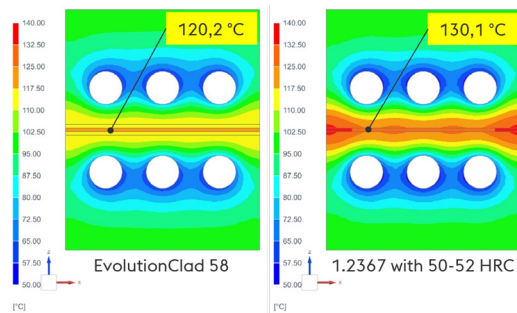 140.00
132.50
125.00
117.50
110.00
102.50
95.00
87.50
80.00
72.50
65.00
57.50
50.00
[°C]
z
x
120,2 °C
EvolutionClad 58
140.00
132.50
125.00
117.50
110.00
102.50
95.00
87.50
80.00
72.50
65.00
57.50
50.00
[°C]
z
x
130,1 °C
1.2367 with 50-52 HRC